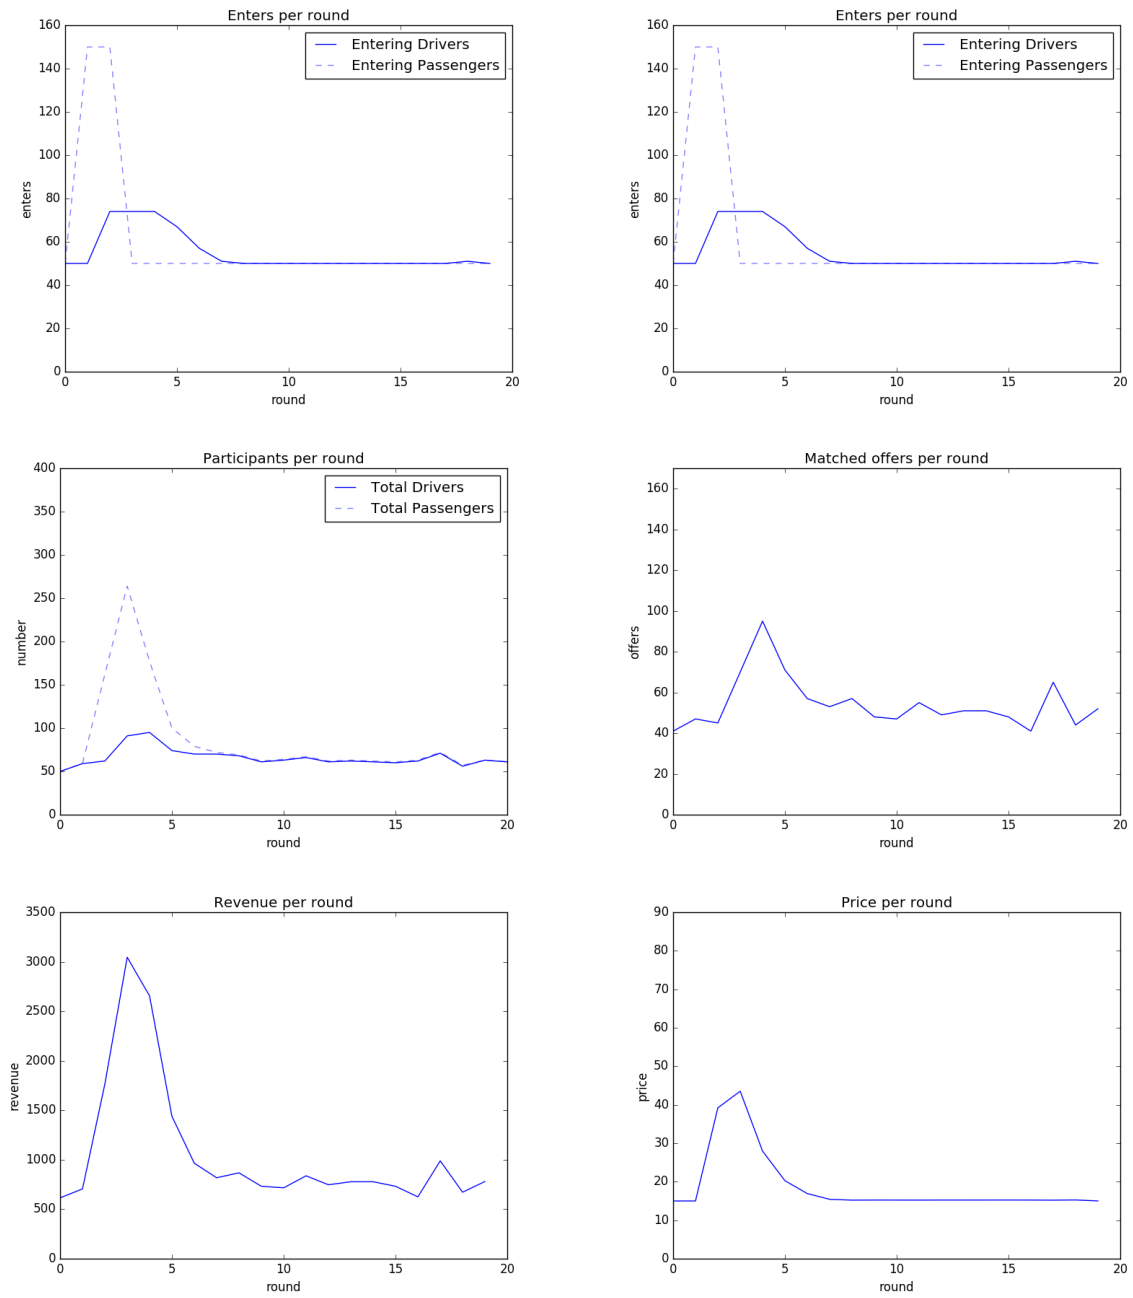 Enters per round
160
140
120
100
80
60
40
20
0
enters
Entering Drivers
Entering Passengers
0 5 10 15 20
round
Enters per round
160
140
120
100
80
60
40
20
0
enters
Entering Drivers
Entering Passengers
0 5 10 15 20
round
Participants per round
400
350
300
250
200
150
100
50
0
number
Total Drivers
Total Passengers
0 5 10 15 20
round
Matched offers per round
160
140
120
100
80
60
40
20
0
offers
0 5 10 15 20
round
Revenue per round
3500
3000
2500
2000
1500
1000
500
0
revenue
0 5 10 15 20
round
Price per round
90
80
70
60
50
40
30
20
10
0
price
0 5 10 15 20
round